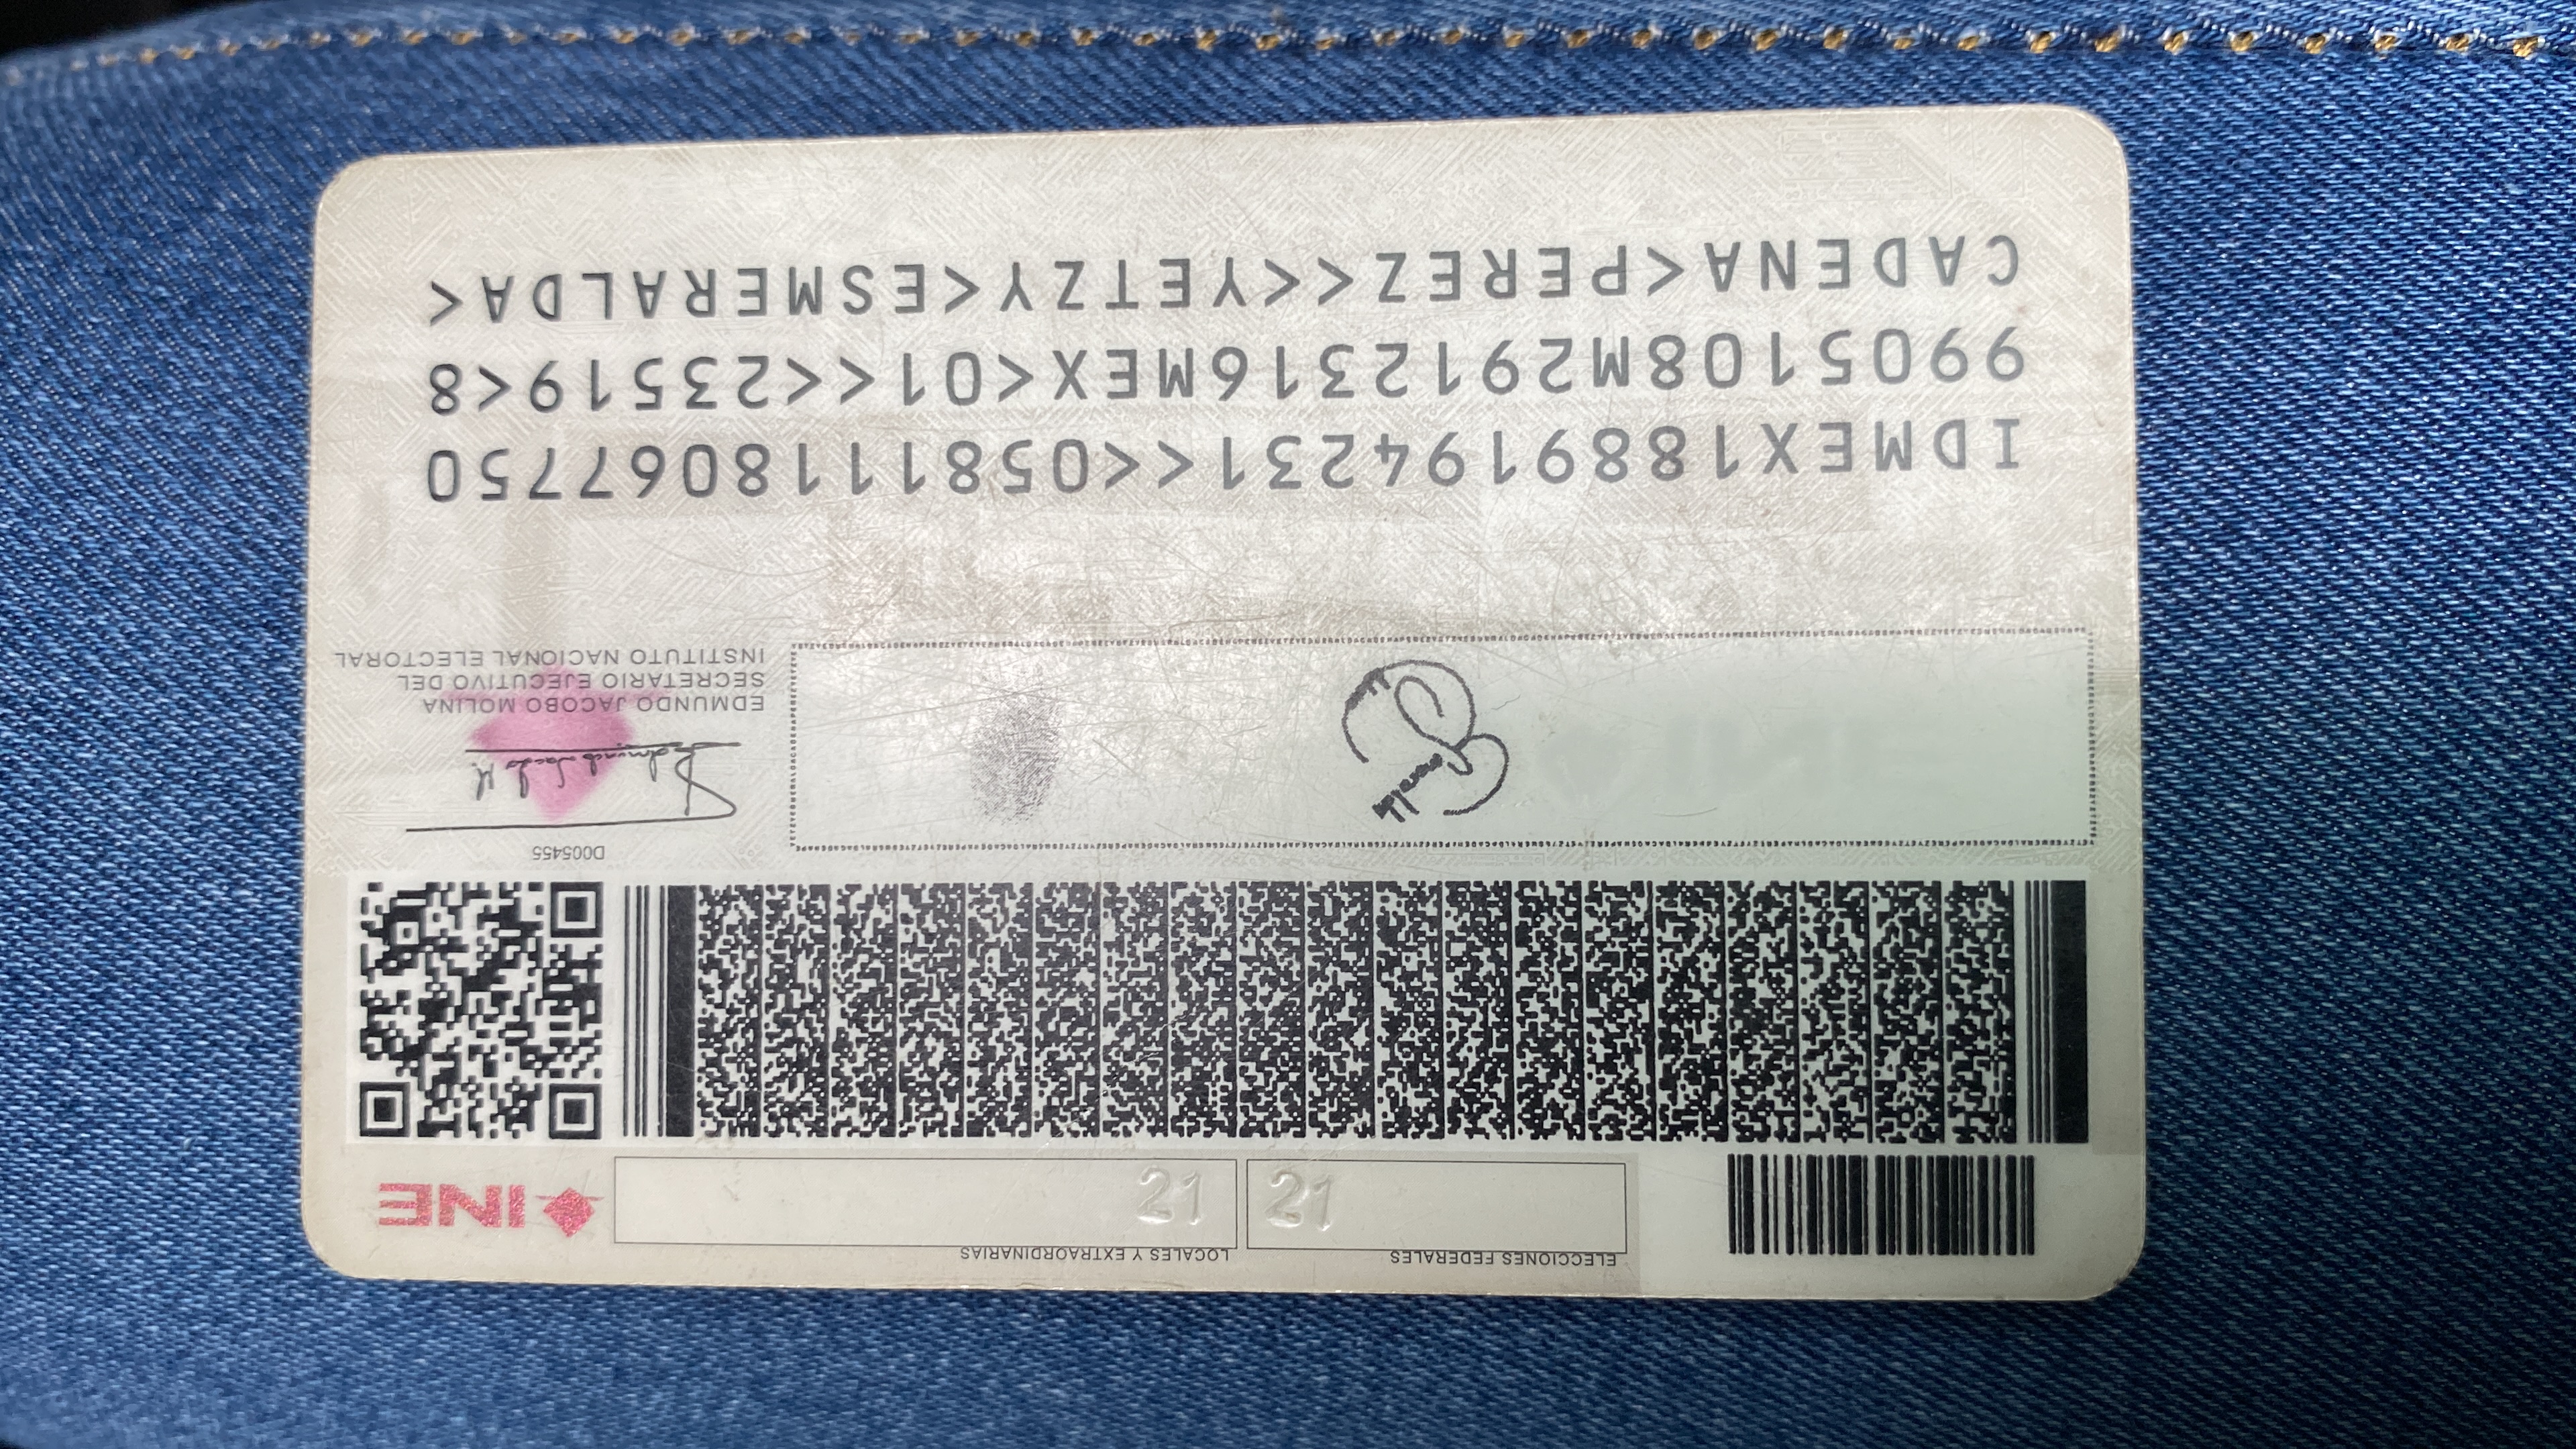 ELECCIONES FEDERALES
LOCALES Y EXTRAORDINARIAS
21
21
INE
D005455
EDMUNDO JACOBO MOLINA
SECRETARIO EJECUTIVO DEL
INSTITUTO NACIONAL ELECTORAL
IDMEX1889194231<<0581118067750
9905108M2912316MEX<01<<23519<8
CADENA<PEREZ<<YETZY<ESMERALDA<